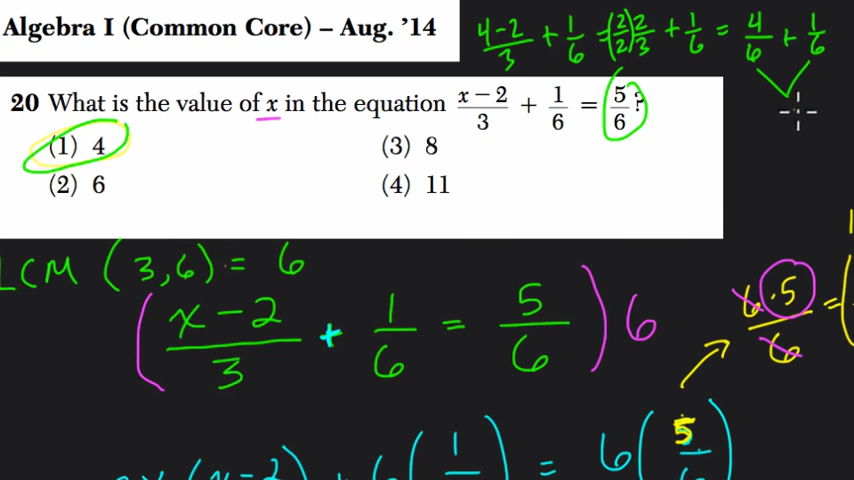 Algebra I (Common Core) – Aug. ’14
4-2/3 + 1/6 = (2/2)2/3 + 1/6 = 4/6 + 1/6
20 What is the value of x in the equation x – 2/3 + 1/6 = 5/6?
(1) 4 (3) 8
(2) 6 (4) 11
LCM (3,6) = 6
(x-2/3 + 1/6 = 5/6) 6
6·5/6 = (
6(5/6)